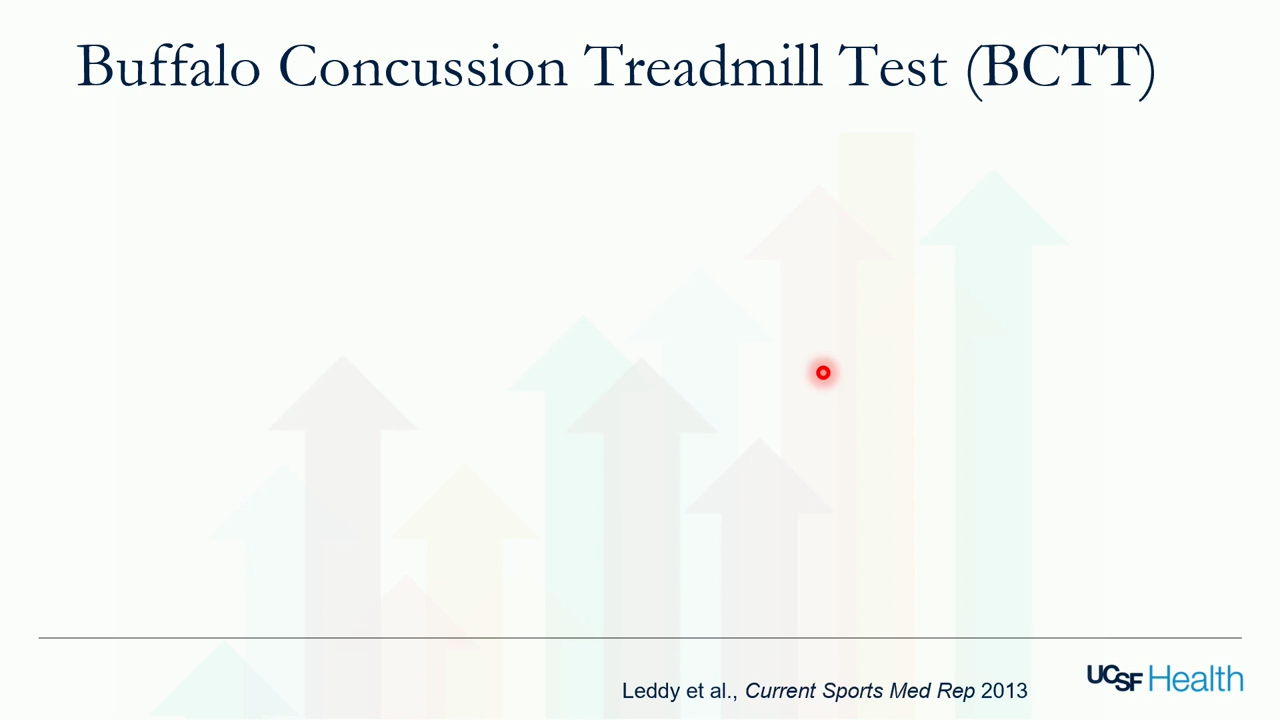 Buffalo Concussion Treadmill Test (BCTT)
Leddy et al., Current Sports Med Rep 2013
UCSF Health